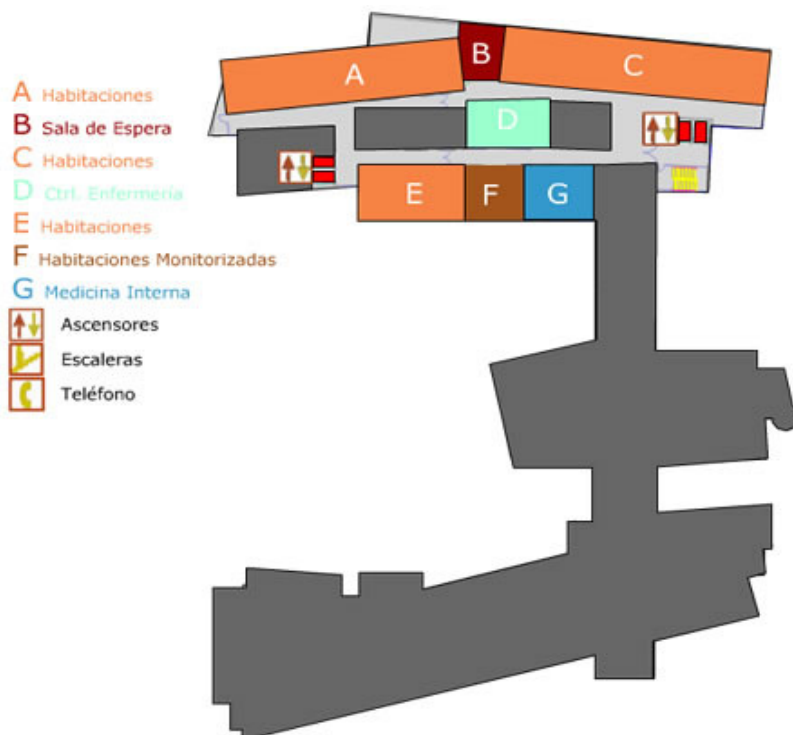 A Habitaciones
B Sala de Espera
C Habitaciones
D Ctrl. Enfermería
E Habitaciones
F Habitaciones Monitorizadas
G Medicina Interna
Ascensores
Escaleras
Teléfono
A
B
C
D
E
F
G